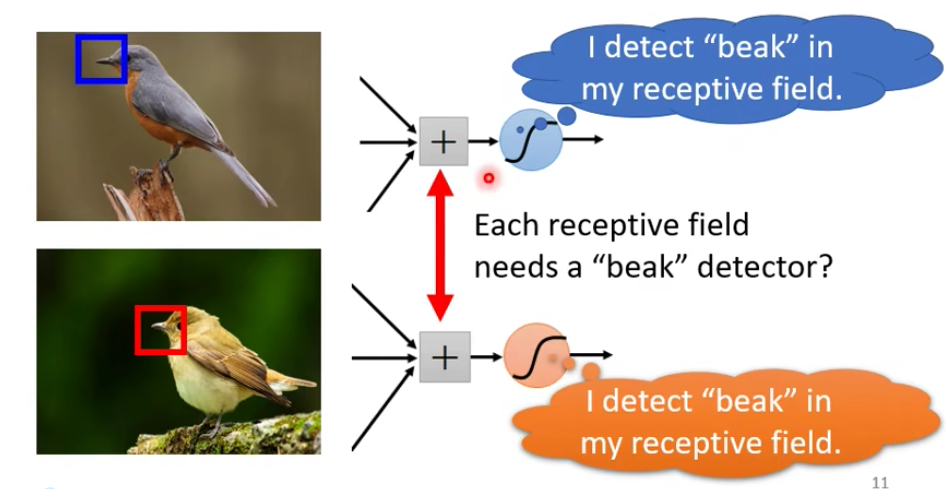 I detect “beak” in
my receptive field.
+
Each receptive field
needs a “beak” detector?
+
I detect “beak” in
my receptive field.
11